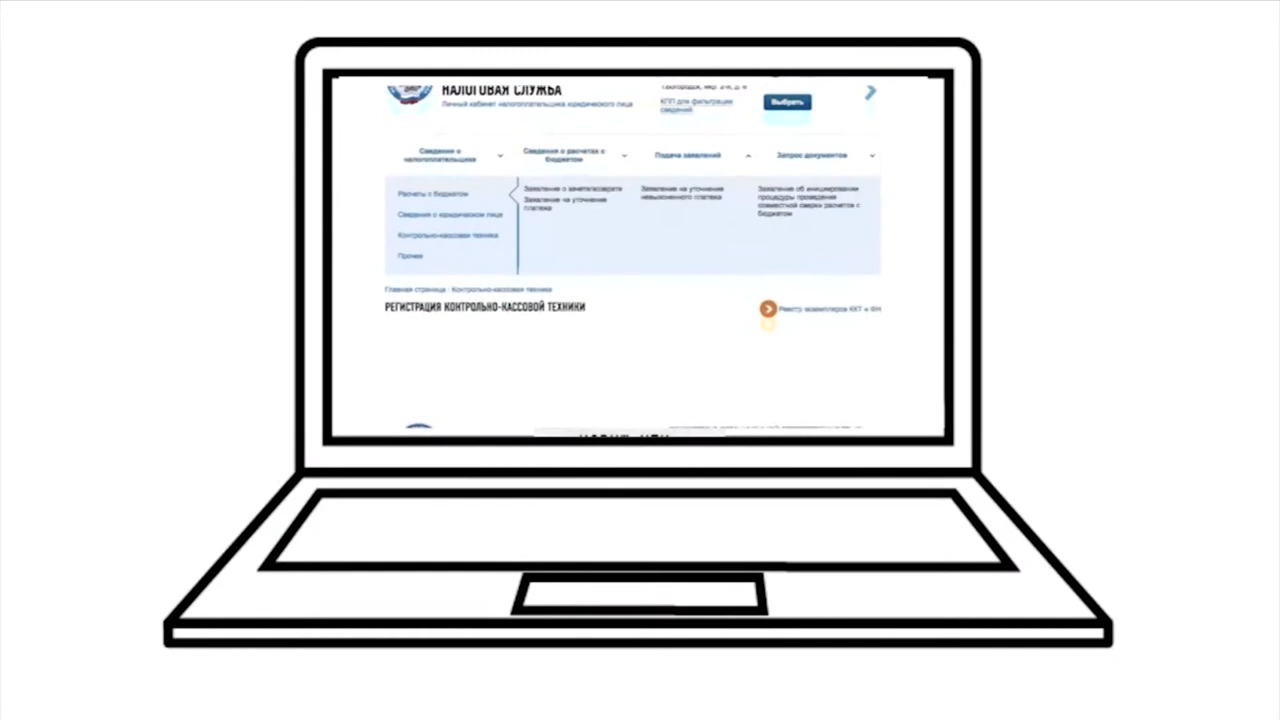 НАЛОГОВАЯ СЛУЖБА
Личный кабинет налогоплательщика юридического лица
КПП для фильтрации
сведений
Выбрать
Сведения о
налогоплательщике
Сведения о расчетах с
бюджетом
Подача заявлений
Запрос документов
Расчеты с бюджетом
Сведения о юридическом лице
Контрольно-кассовая техника
Прочее
Заявление о зачете/возврате
Заявление на уточнение
платежа
Заявление на уточнение
невыясненного платежа
Заявление об инициировании
процедуры проведения
совместной сверки расчетов с
бюджетом
Главная страница Контрольно-кассовая техника
РЕГИСТРАЦИЯ КОНТРОЛЬНО-КАССОВОЙ ТЕХНИКИ
Реестр экземпляров ККТ и ФН